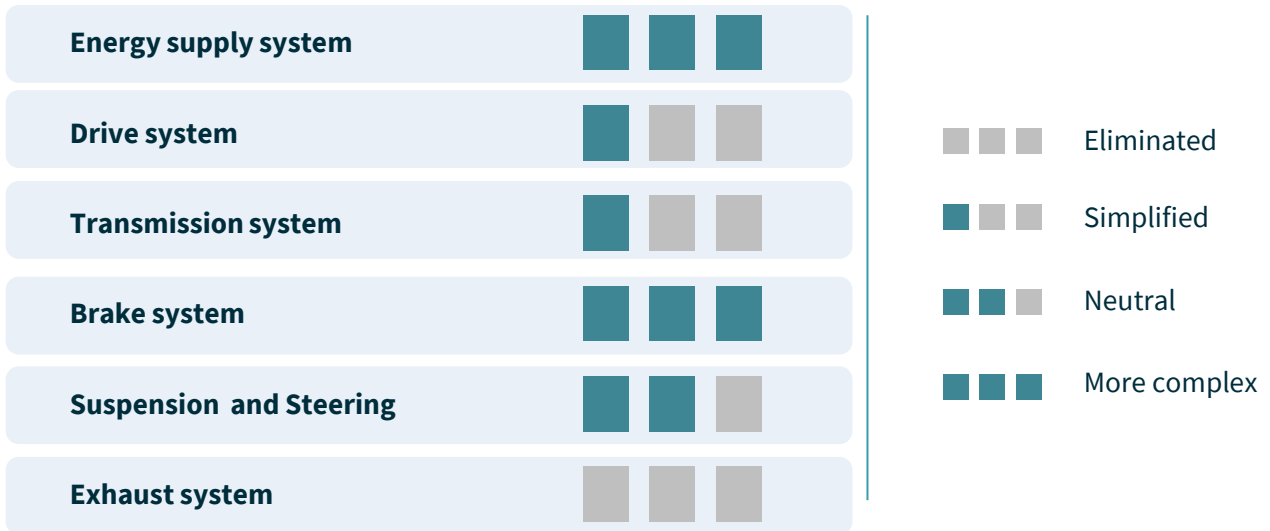 Energy supply system
Drive system
Transmission system
Brake system
Suspension  and Steering
Exhaust system
Eliminated
Simplified
Neutral
More complex